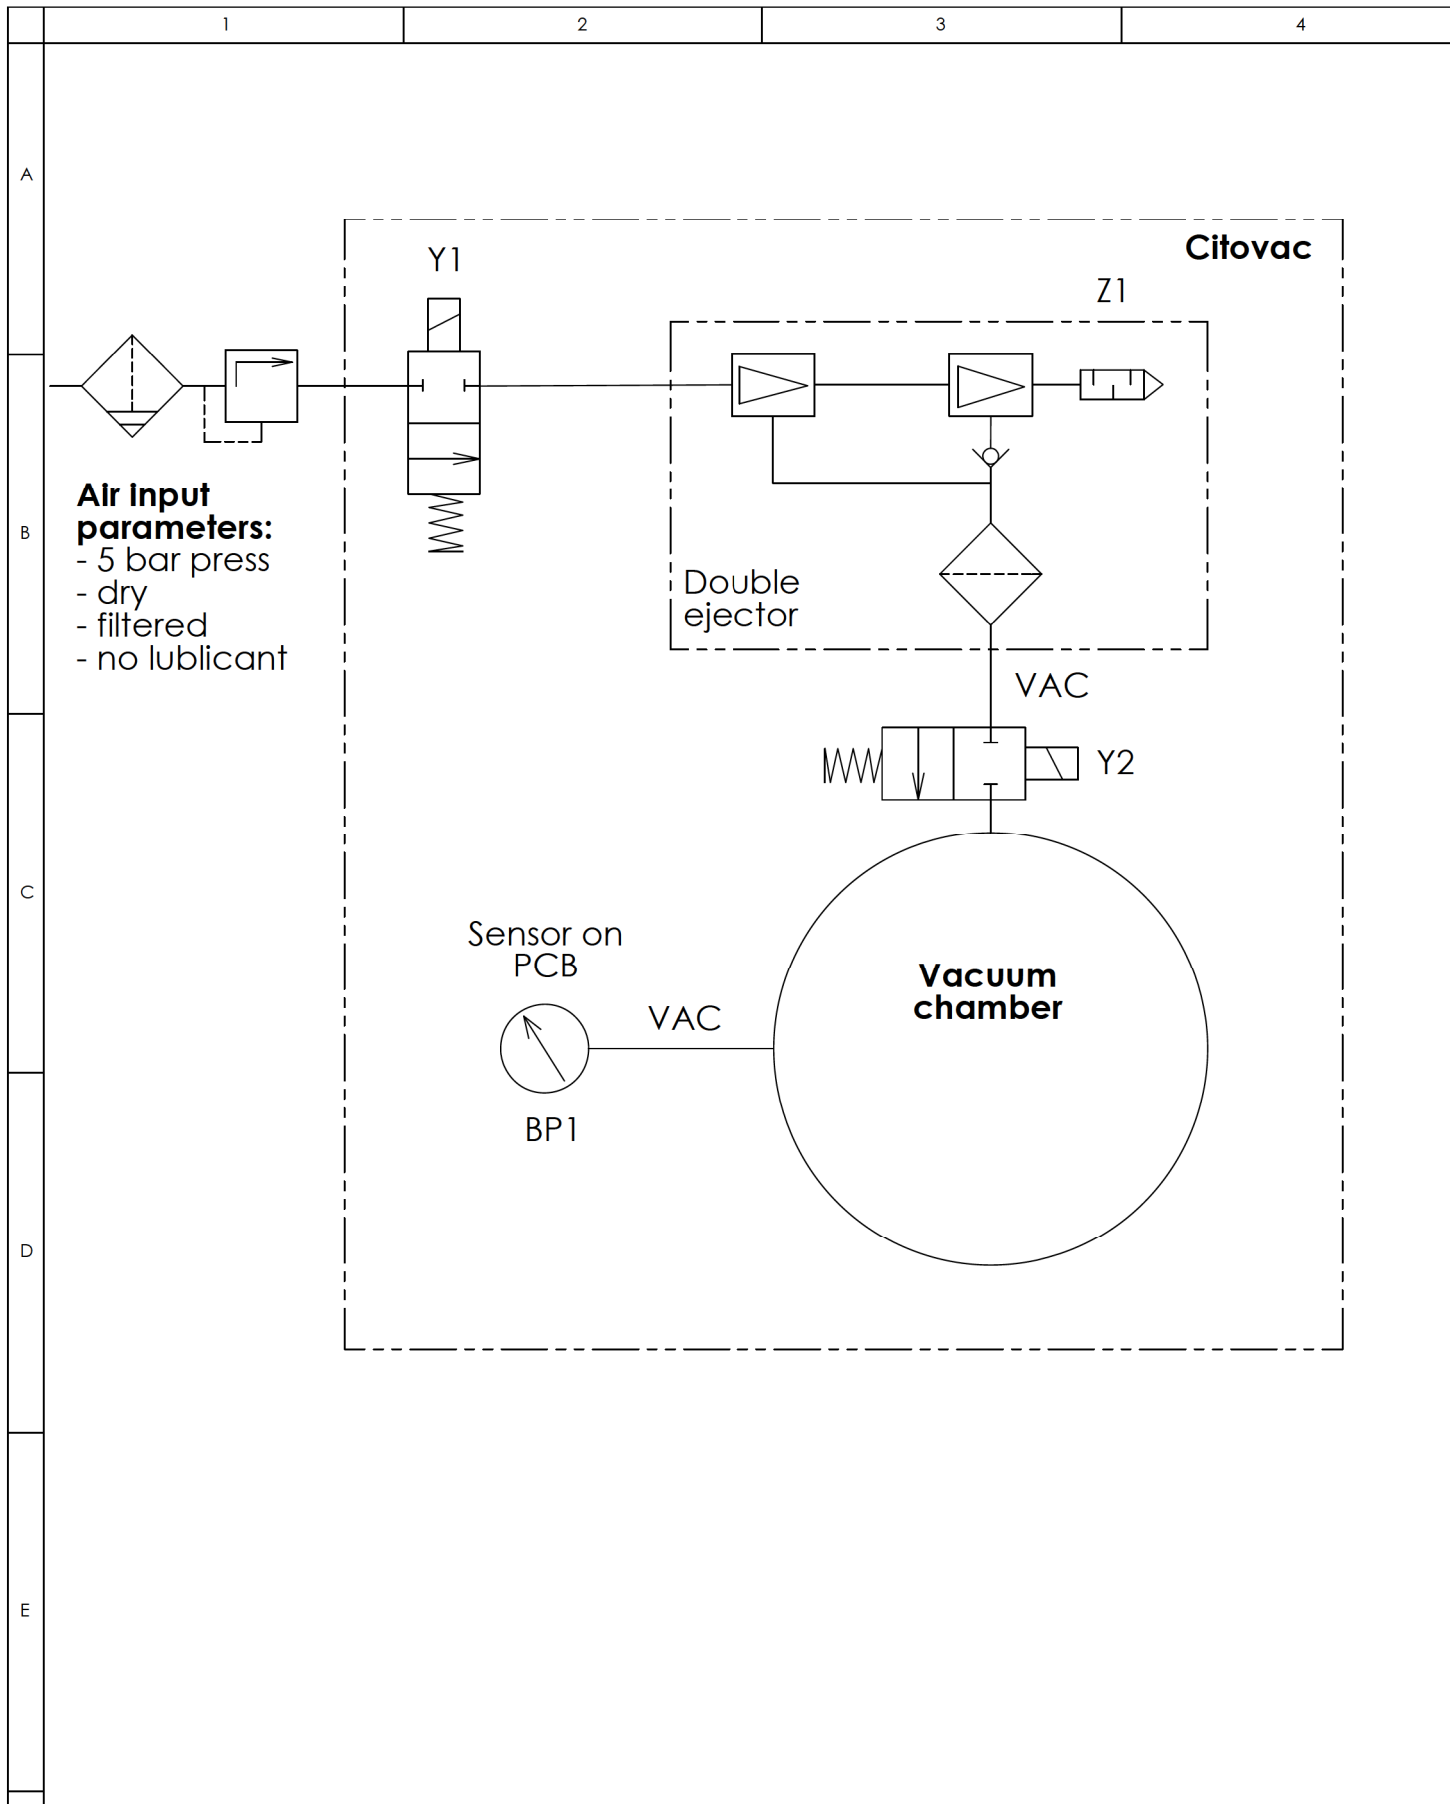 1
2
3
4
A
Citovac
Y1
Z1
Air input
parameters:
- 5 bar press
- dry
- filtered
- no lublicant
B
Double
ejector
VAC
Y2
C
Sensor on
PCB
VAC
BP1
Vacuum
chamber
D
E